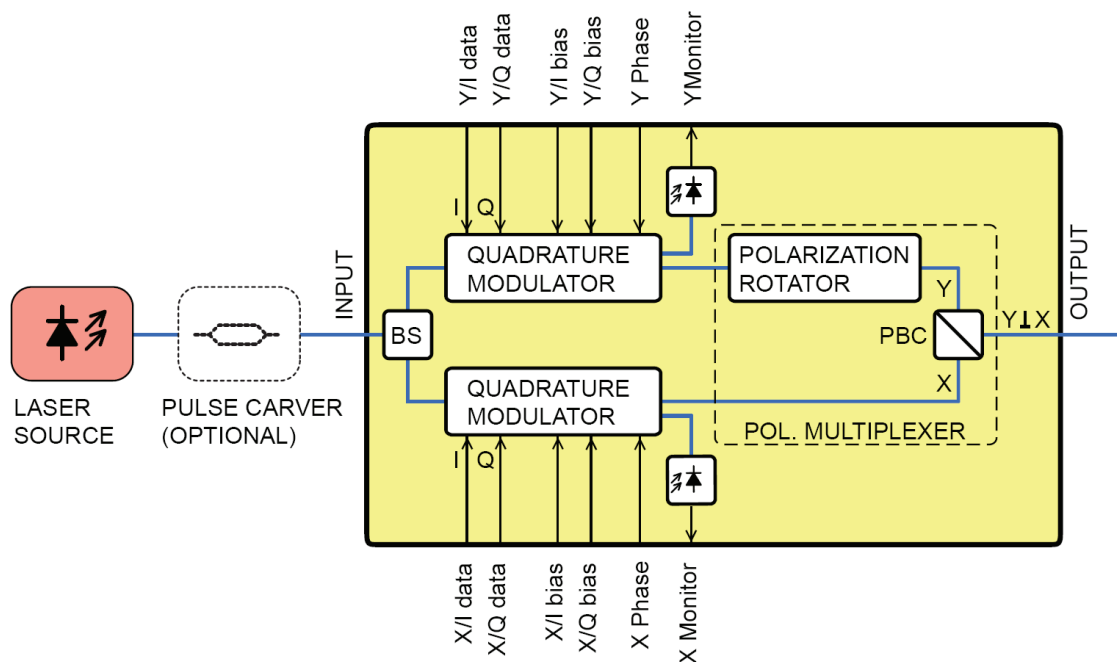 Y/I data
Y/Q data
Y/I bias
Y/Q bias
Y Phase
YMonitor
I Q
QUADRATURE
MODULATOR
POLARIZATION
ROTATOR
INPUT
OUTPUT
Y
BS
PBC
Y⊥X
X
QUADRATURE
MODULATOR
LASER
SOURCE
PULSE CARVER
(OPTIONAL)
POL. MULTIPLEXER
I Q
X/I data
X/Q data
X/I bias
X/Q bias
X Phase
X Monitor